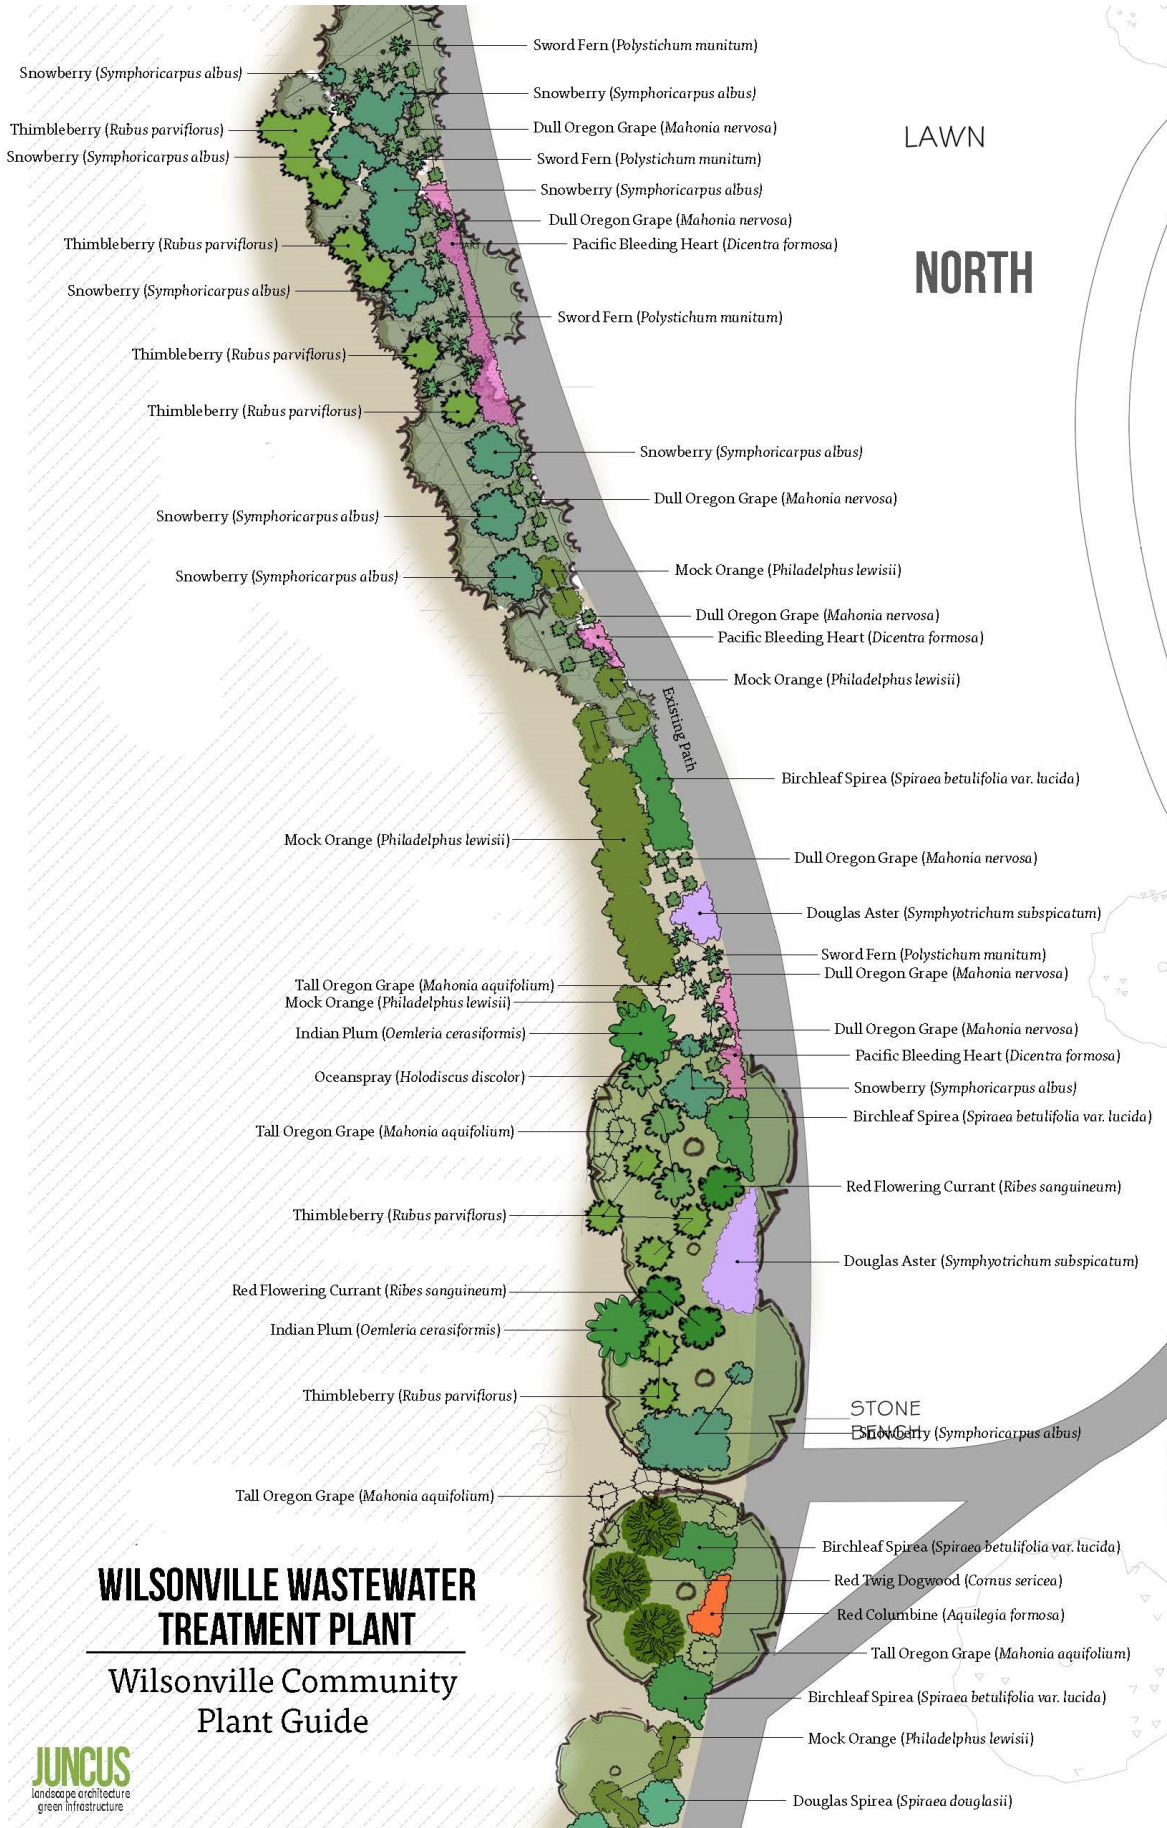 Sword Fern (Polystichum munitum)
Snowberry (Symphoricarpus albus)
Snowberry (Symphoricarpus albus)
Thimbleberry (Rubus parviflorus)
Dull Oregon Grape (Mahonia nervosa)
LAWN
Snowberry (Symphoricarpus albus)
Sword Fern (Polystichum munitum)
Snowberry (Symphoricarpus albus)
Dull Oregon Grape (Mahonia nervosa)
Thimbleberry (Rubus parviflorus)
Pacific Bleeding Heart (Dicentra formosa)
NORTH
Snowberry (Symphoricarpus albus)
Sword Fern (Polystichum munitum)
Thimbleberry (Rubus parviflorus)
Thimbleberry (Rubus parviflorus)
Snowberry (Symphoricarpus albus)
Dull Oregon Grape (Mahonia nervosa)
Snowberry (Symphoricarpus albus)
Mock Orange (Philadelphus lewisii)
Snowberry (Symphoricarpus albus)
Dull Oregon Grape (Mahonia nervosa)
Pacific Bleeding Heart (Dicentra formosa)
Mock Orange (Philadelphus lewisii)
Existing Path
Birchleaf Spirea (Spiraea betulifolia var. lucida)
Mock Orange (Philadelphus lewisii)
Dull Oregon Grape (Mahonia nervosa)
Douglas Aster (Symphyotrichum subspicatum)
Sword Fern (Polystichum munitum)
Dull Oregon Grape (Mahonia nervosa)
Tall Oregon Grape (Mahonia aquifolium)
Mock Orange (Philadelphus lewisii)
Indian Plum (Oemleria cerasiformis)
Dull Oregon Grape (Mahonia nervosa)
Pacific Bleeding Heart (Dicentra formosa)
Oceanspray (Holodiscus discolor)
Snowberry (Symphoricarpus albus)
Birchleaf Spirea (Spiraea betulifolia var. lucida)
Tall Oregon Grape (Mahonia aquifolium)
Red Flowering Currant (Ribes sanguineum)
Thimbleberry (Rubus parviflorus)
Douglas Aster (Symphyotrichum subspicatum)
Red Flowering Currant (Ribes sanguineum)
Indian Plum (Oemleria cerasiformis)
Thimbleberry (Rubus parviflorus)
STONE
BENCH
Snowberry (Symphoricarpus albus)
Tall Oregon Grape (Mahonia aquifolium)
Birchleaf Spirea (Spiraea betulifolia var. lucida)
Red Twig Dogwood (Cornus sericea)
Red Columbine (Aquilegia formosa)
Tall Oregon Grape (Mahonia aquifolium)
Birchleaf Spirea (Spiraea betulifolia var. lucida)
Mock Orange (Philadelphus lewisii)
Douglas Spirea (Spiraea douglasii)
WILSONVILLE WASTEWATER
TREATMENT PLANT
Wilsonville Community
Plant Guide
JUNCUS
landscape architecture
green infrastructure